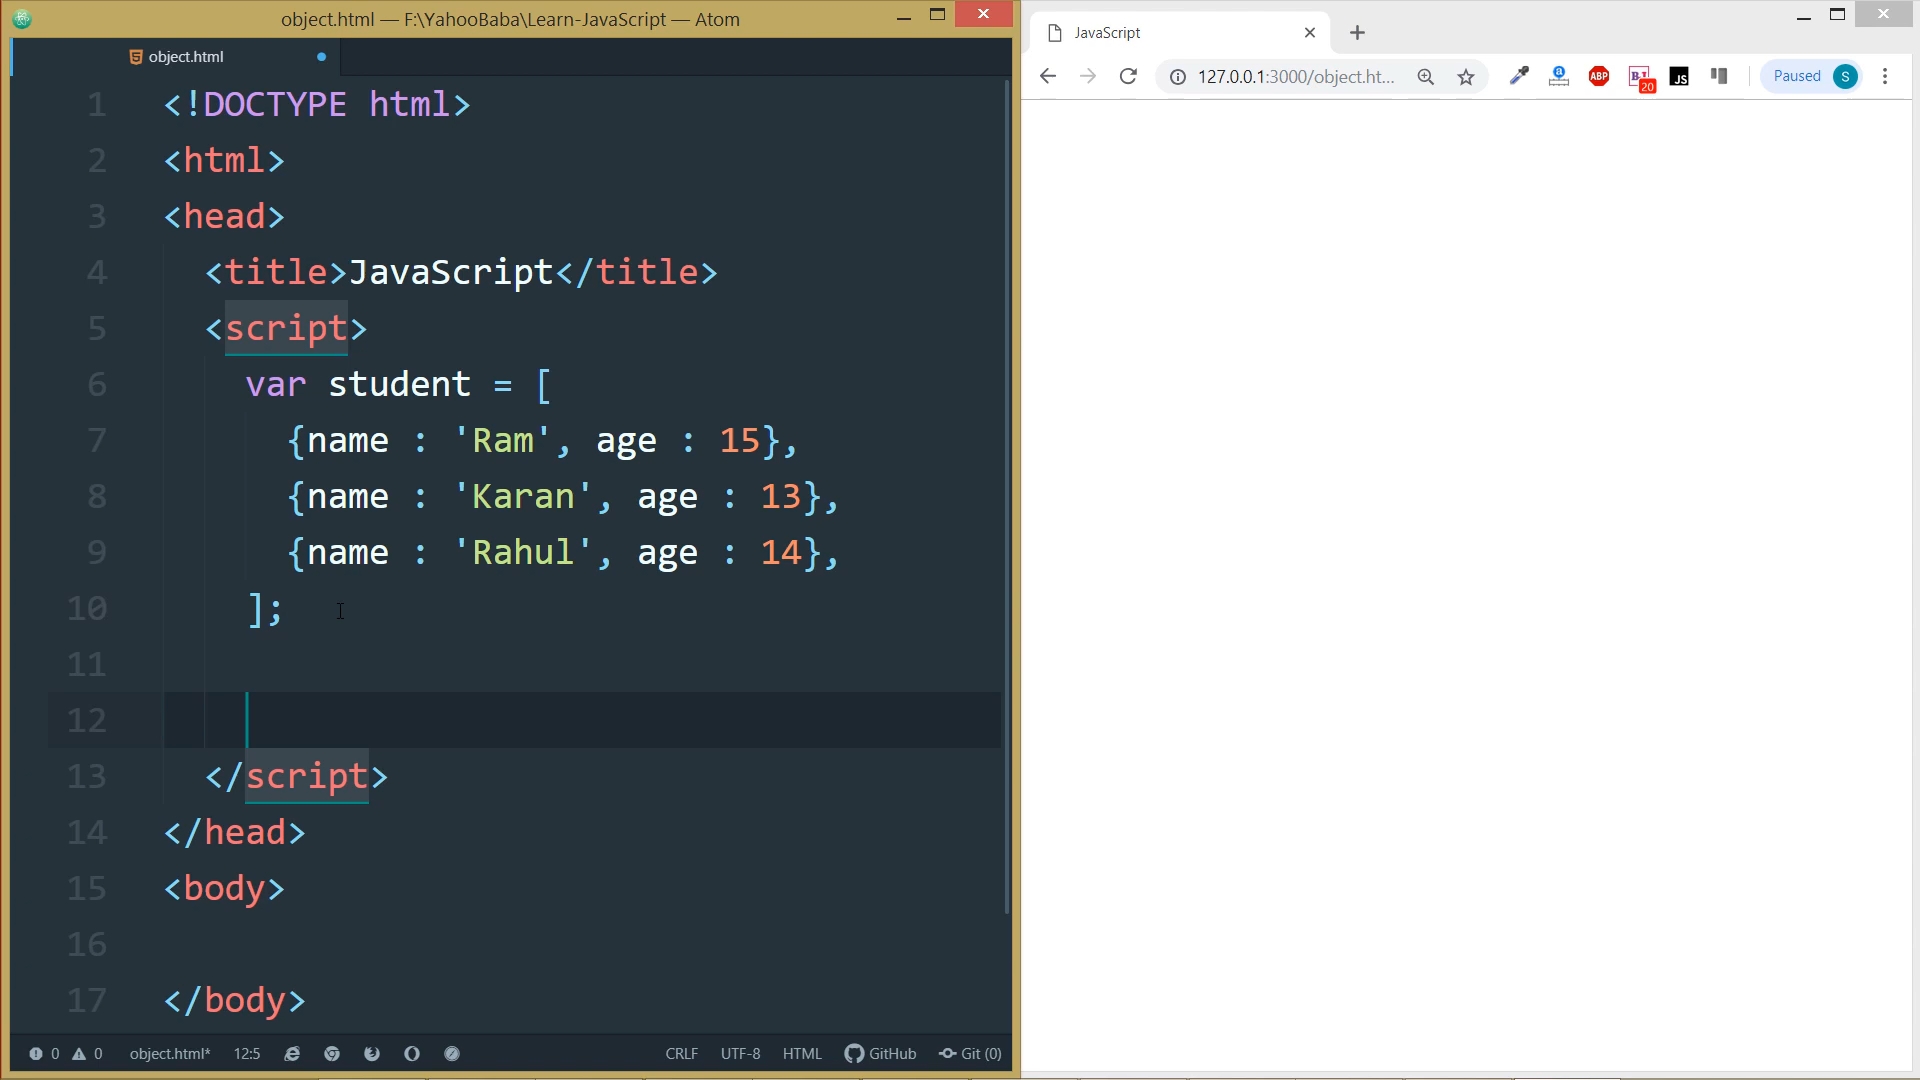 object.html — F:\YahooBaba\Learn-JavaScript — Atom
object.html
1 <!DOCTYPE html>
2 <html>
3 <head>
4 <title>JavaScript</title>
5 <script>
6 var student = [
7 {name : 'Ram', age : 15},
8 {name : 'Karan', age : 13},
9 {name : 'Rahul', age : 14},
10 ];
11
12
13 </script>
14 </head>
15 <body>
16
17 </body>
0 0 object.html* 12:5 CRLF UTF-8 HTML GitHub Git (0)
JavaScript
127.0.0.1:3000/object.ht... a ABP 20 JS Paused S